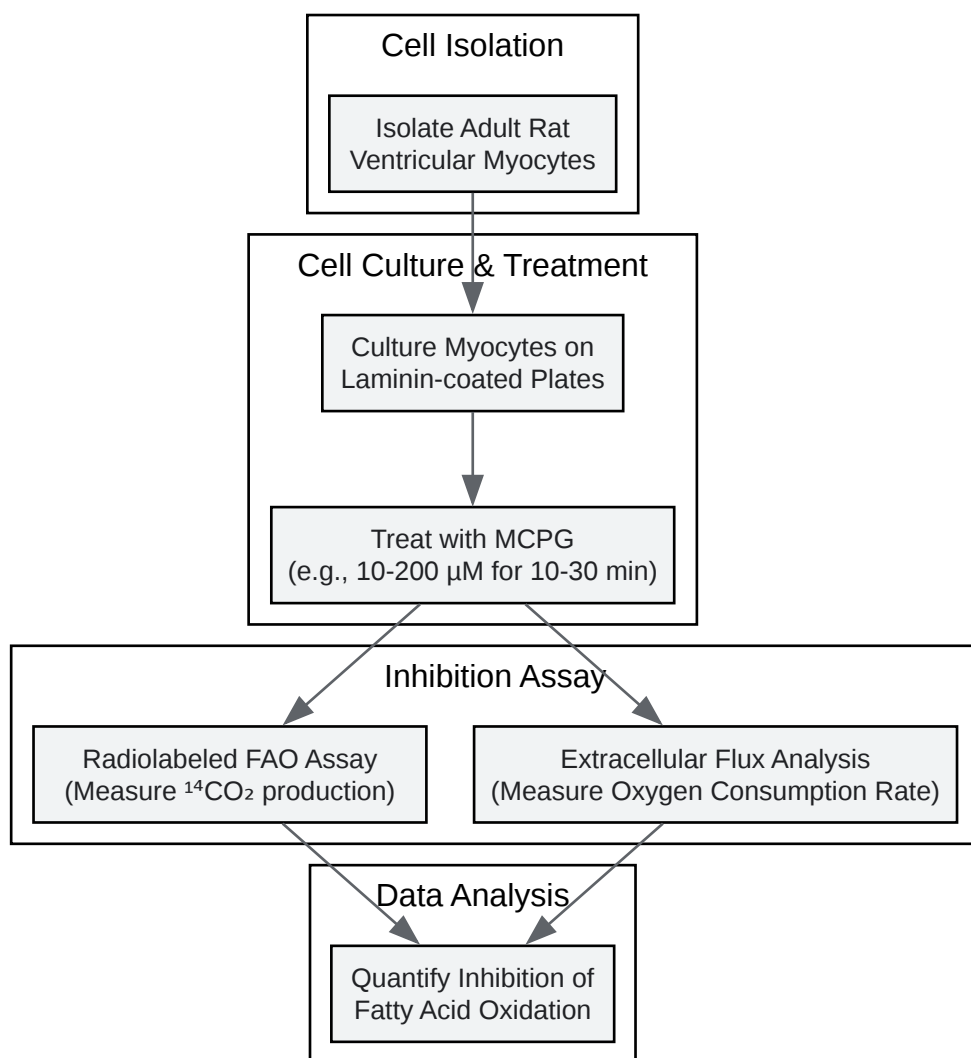 Cell Isolation
Isolate Adult Rat
Ventricular Myocytes
Cell Culture & Treatment
Culture Myocytes on
Laminin-coated Plates
Treat with MCPG
(e.g., 10-200 µM for 10-30 min)
Inhibition Assay
Radiolabeled FAO Assay
(Measure ¹⁴CO₂ production)
Extracellular Flux Analysis
(Measure Oxygen Consumption Rate)
Data Analysis
Quantify Inhibition of
Fatty Acid Oxidation